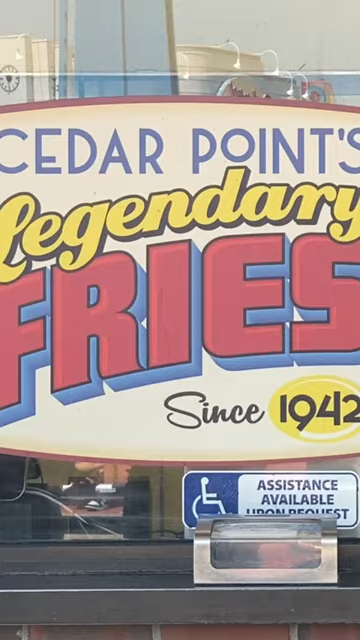 CEDAR POINT'S
Legendary
FRIES
Since 1942
ASSISTANCE
AVAILABLE
UPON REQUEST